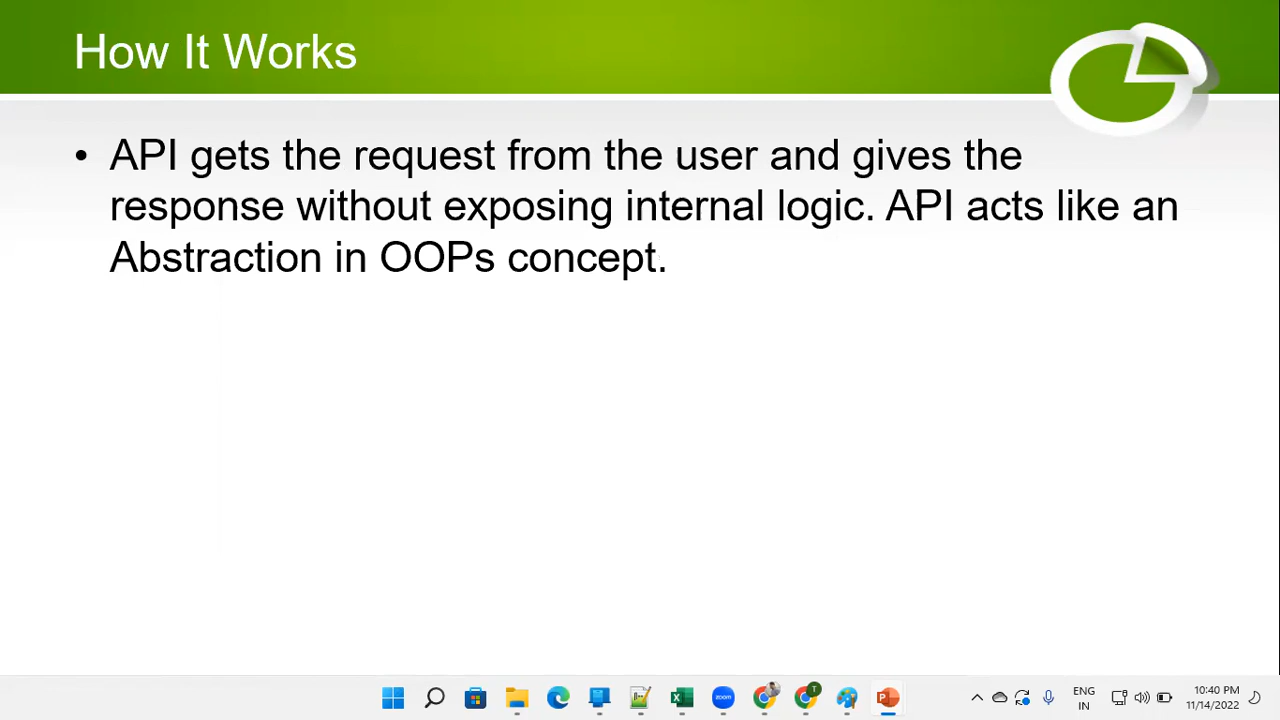 How It Works
• API gets the request from the user and gives the
response without exposing internal logic. API acts like an
Abstraction in OOPs concept.
zoom
T
ENG
IN
10:40 PM
11/14/2022